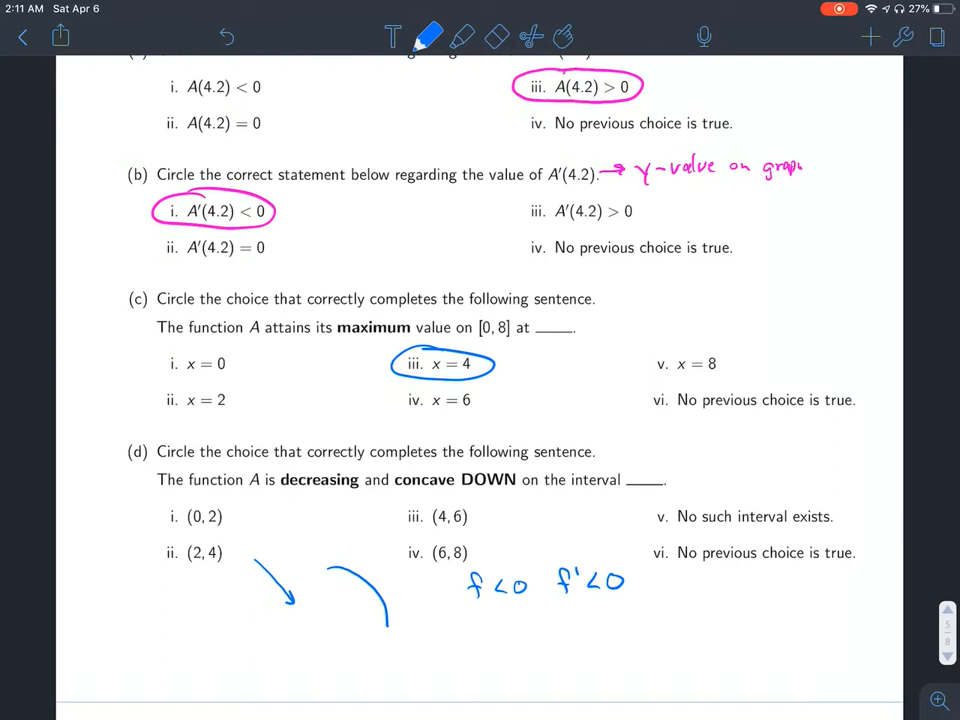 2:11 AM Sat Apr 6 27%
i. A(4.2) < 0 iii. A(4.2) > 0
ii. A(4.2) = 0 iv. No previous choice is true.
(b) Circle the correct statement below regarding the value of A′(4.2). → y-value on graph
i. A′(4.2) < 0 iii. A′(4.2) > 0
ii. A′(4.2) = 0 iv. No previous choice is true.
(c) Circle the choice that correctly completes the following sentence.
The function A attains its maximum value on [0, 8] at ____.
i. x = 0 iii. x = 4 v. x = 8
ii. x = 2 iv. x = 6 vi. No previous choice is true.
(d) Circle the choice that correctly completes the following sentence.
The function A is decreasing and concave DOWN on the interval ____.
i. (0, 2) iii. (4, 6) v. No such interval exists.
ii. (2, 4) iv. (6, 8) vi. No previous choice is true.
f < 0 f' < 0
5
8